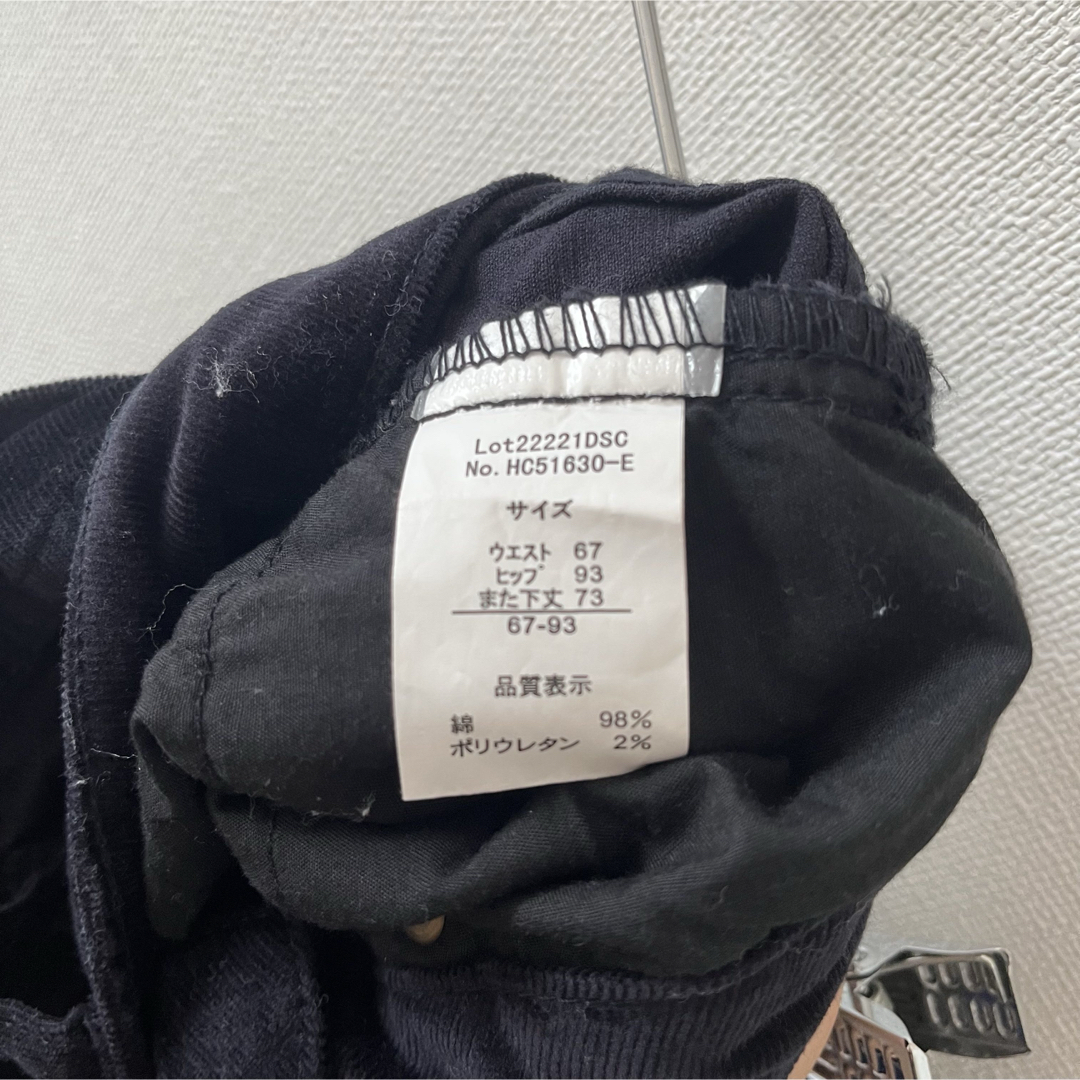 Lot22221DSC
No.HC51630-E
サイズ
ウエスト 67
ヒップ 93
また下丈 73
67-93
品質表示
綿 98%
ポリウレタン 2%